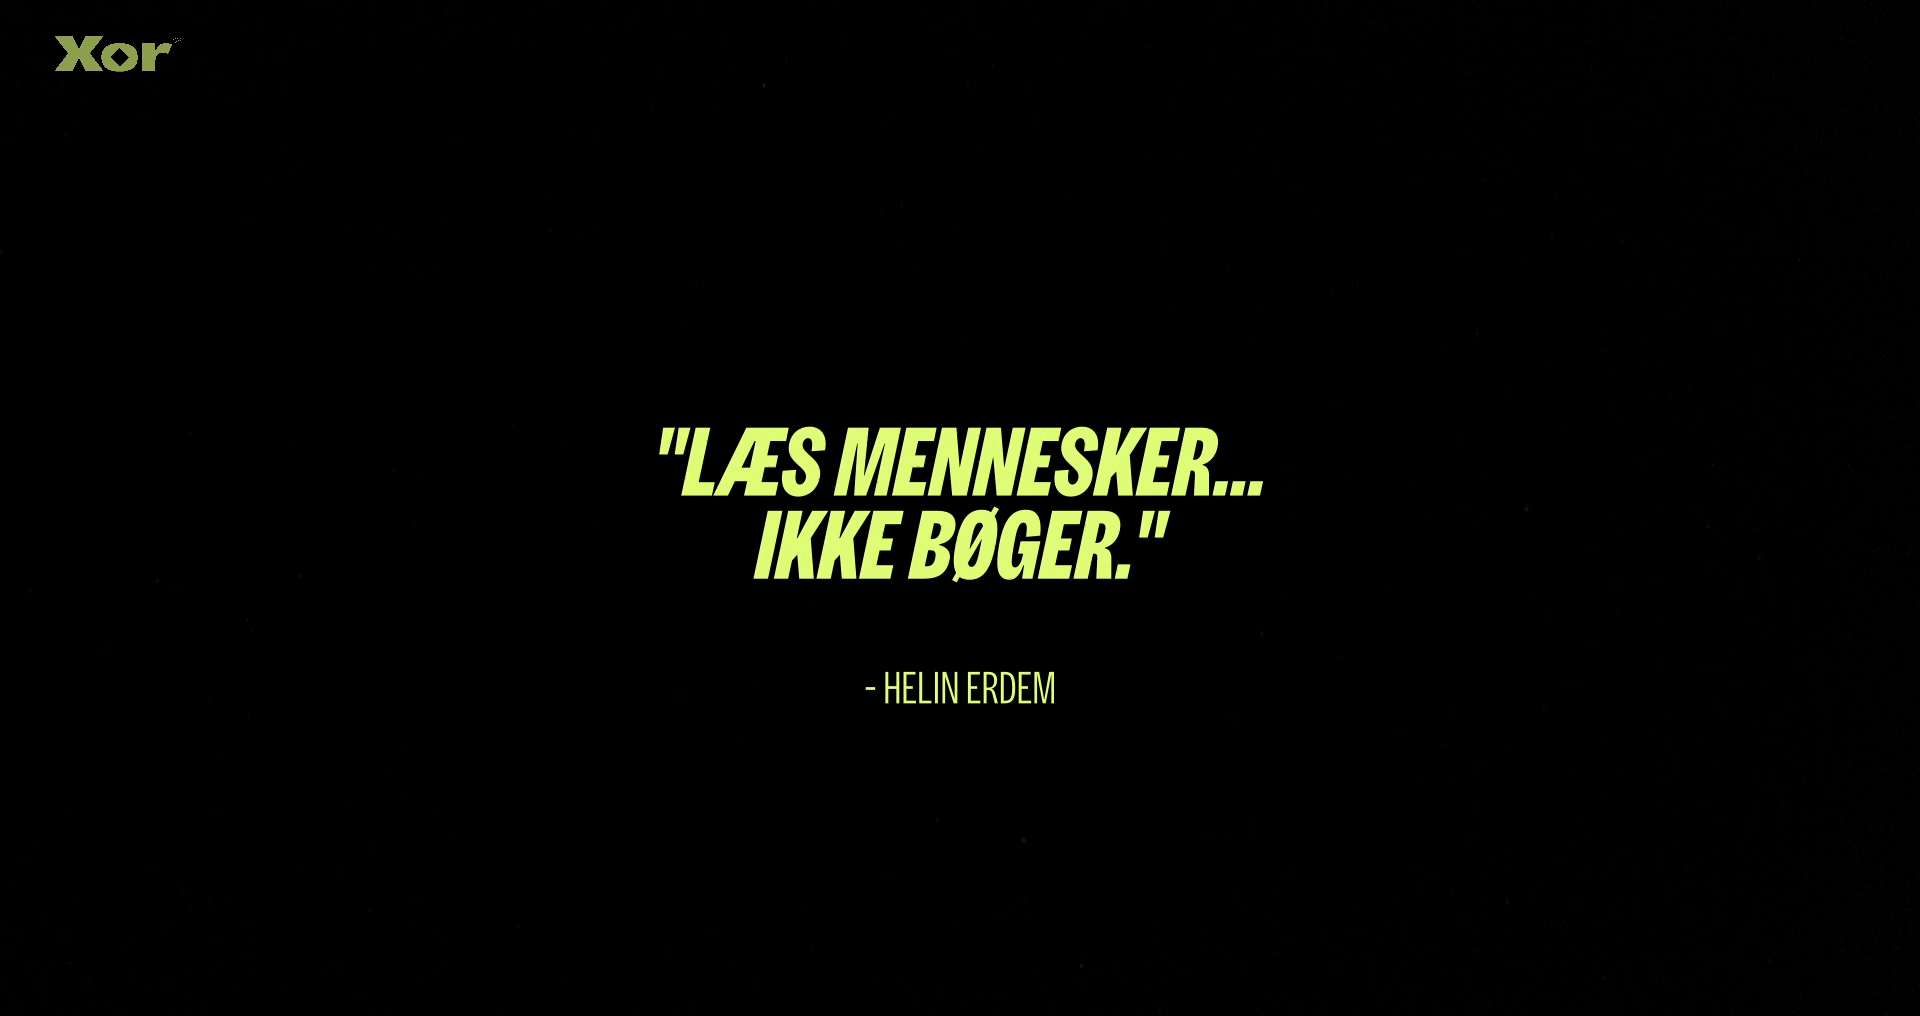 Xor
"LÆS MENNESKER...
IKKE BØGER."
- HELIN ERDEM